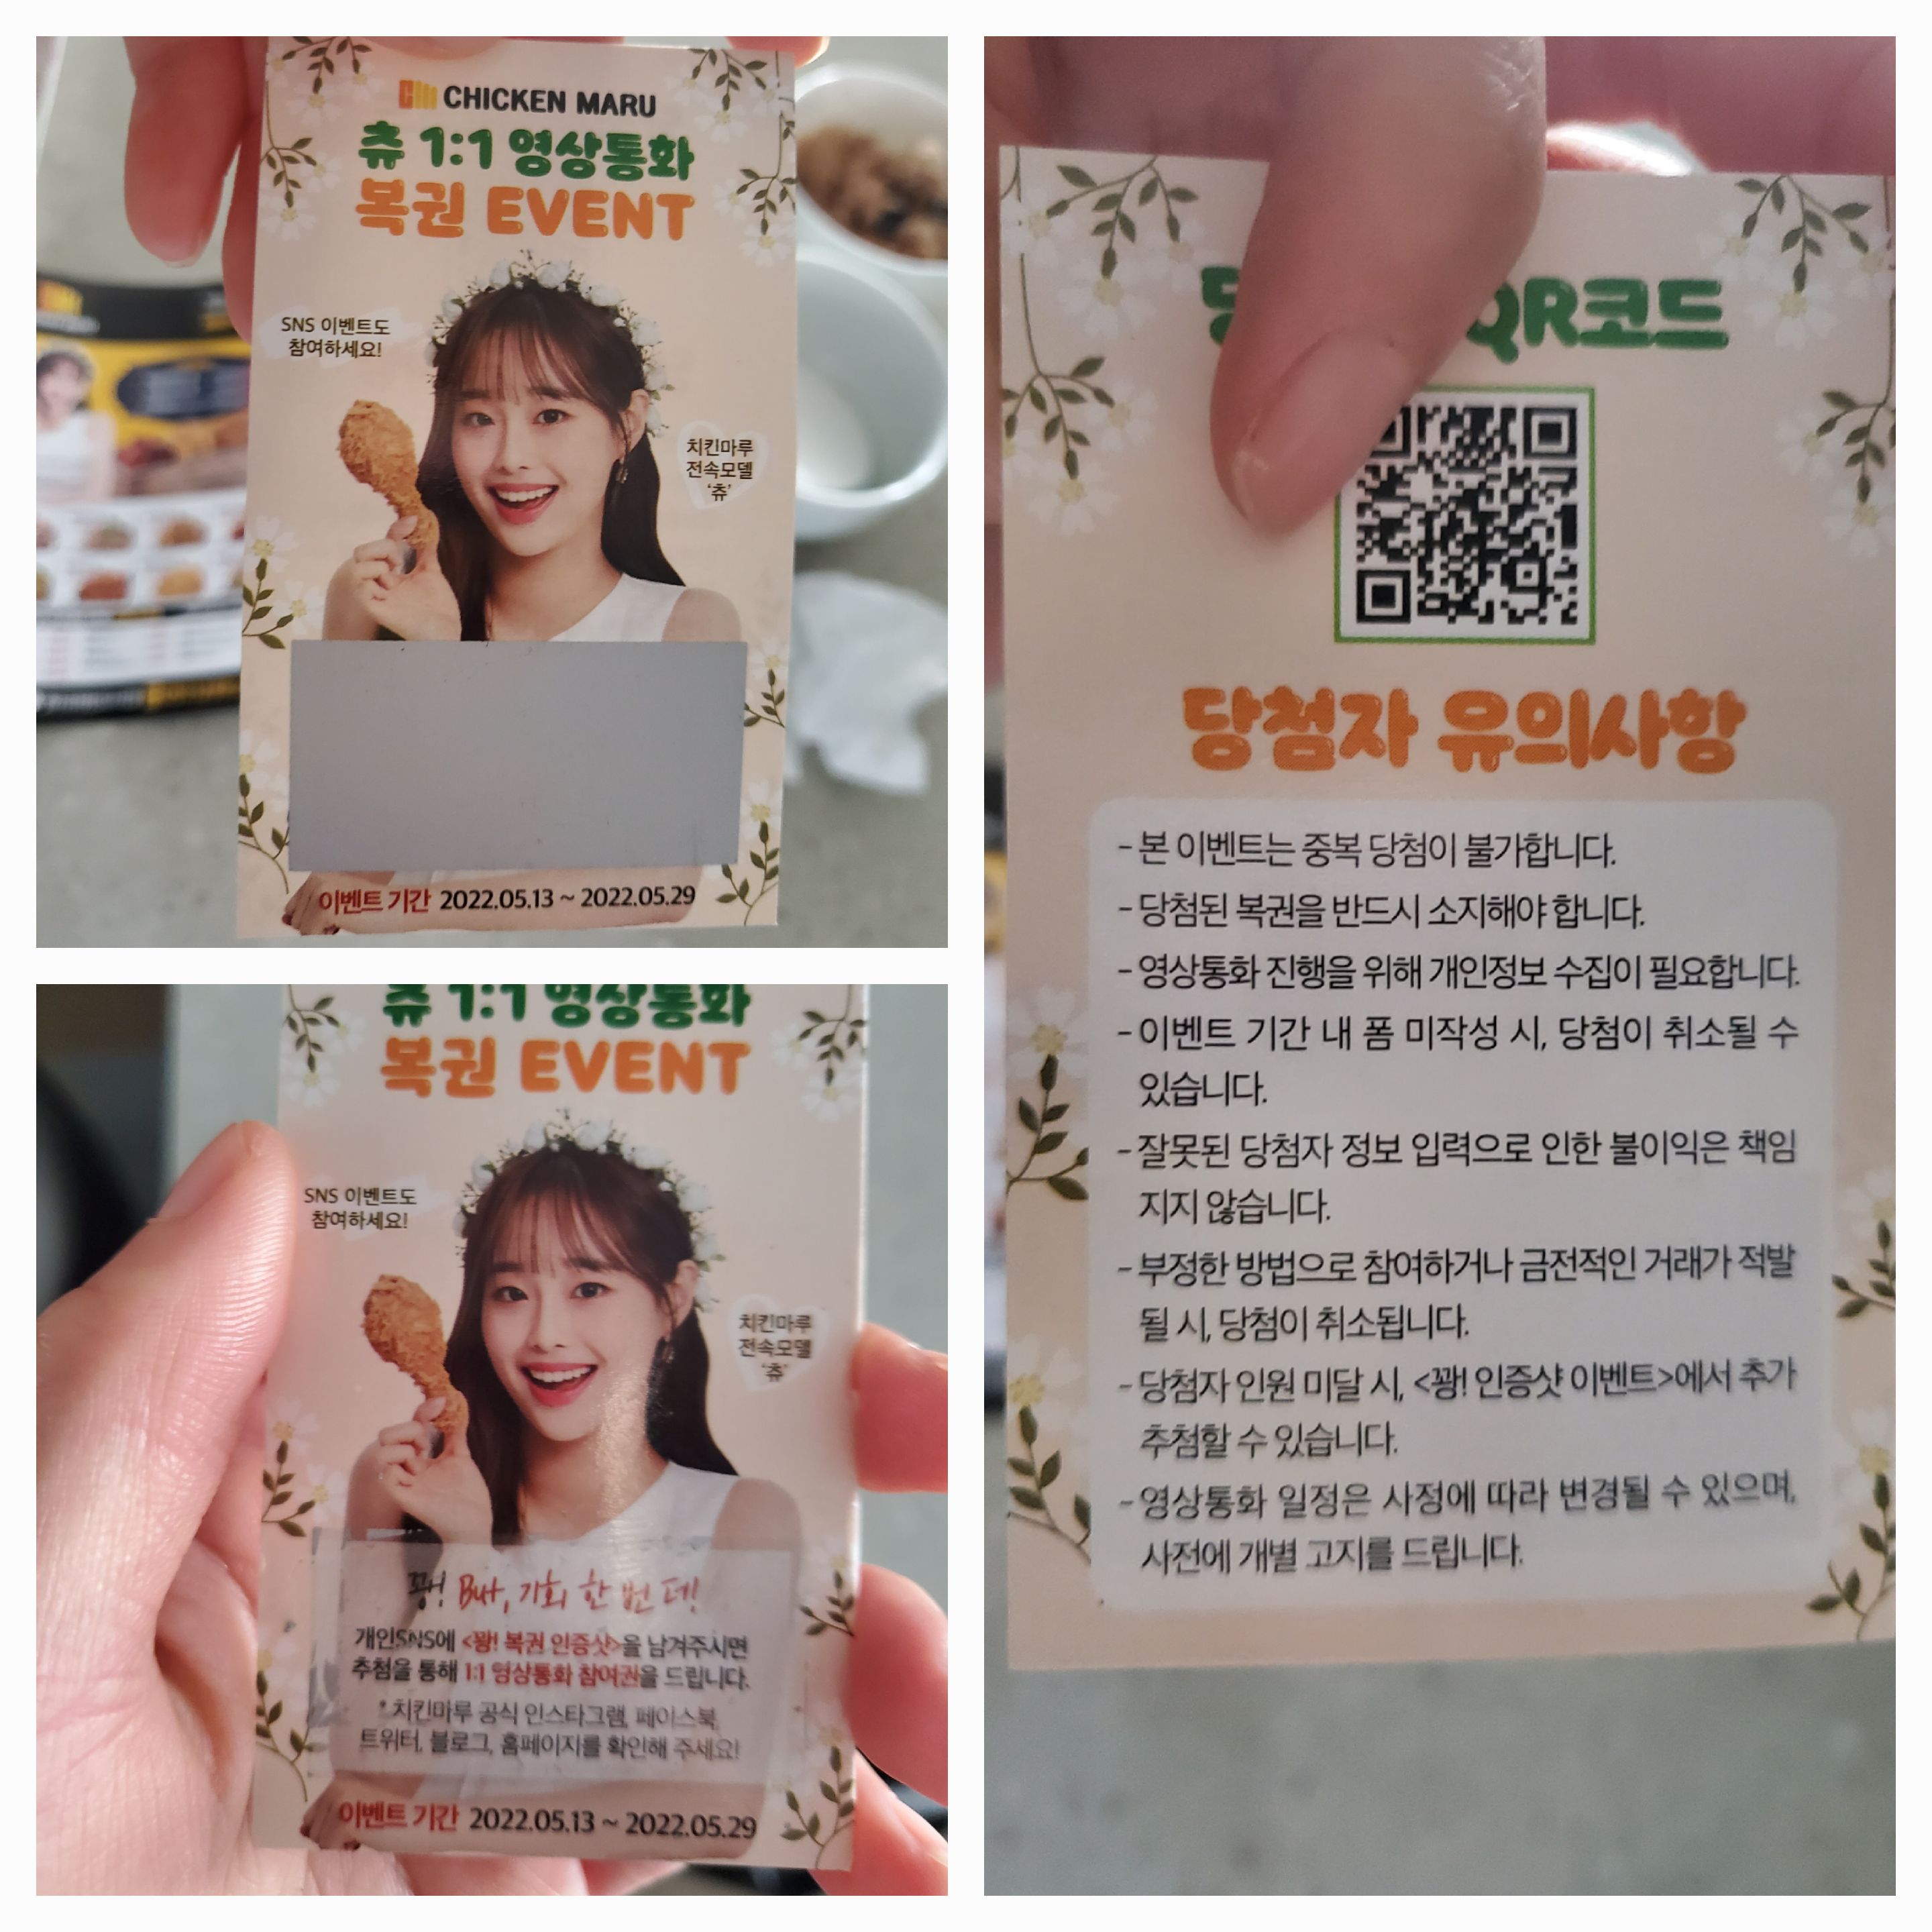 CHICKEN MARU
츄 1:1 영상통화
복권 EVENT
SNS 이벤트도
참여하세요!
치킨마루
전속모델
'츄'
이벤트 기간 2022.05.13 ~ 2022.05.29
츄 1:1 영상통화
복권 EVENT
SNS 이벤트도
참여하세요!
치킨마루
전속모델
'츄'
꽝! But, 기회 한 번 더!
개인SNS에 <꽝! 복권 인증샷>을 남겨주시면
추첨을 통해 1:1 영상통화 참여권을 드립니다.
* 치킨마루 공식 인스타그램, 페이스북,
트위터, 블로그, 홈페이지를 확인해 주세요!
이벤트 기간 2022.05.13 ~ 2022.05.29
QR코드
당첨자 유의사항
- 본 이벤트는 중복 당첨이 불가합니다.
- 당첨된 복권을 반드시 소지해야 합니다.
- 영상통화 진행을 위해 개인정보 수집이 필요합니다.
- 이벤트 기간 내 폼 미작성 시, 당첨이 취소될 수
있습니다.
- 잘못된 당첨자 정보 입력으로 인한 불이익은 책임
지지 않습니다.
- 부정한 방법으로 참여하거나 금전적인 거래가 적발
될 시, 당첨이 취소됩니다.
- 당첨자 인원 미달 시, <꽝! 인증샷 이벤트>에서 추가
추첨할 수 있습니다.
- 영상통화 일정은 사정에 따라 변경될 수 있으며,
사전에 개별 고지를 드립니다.